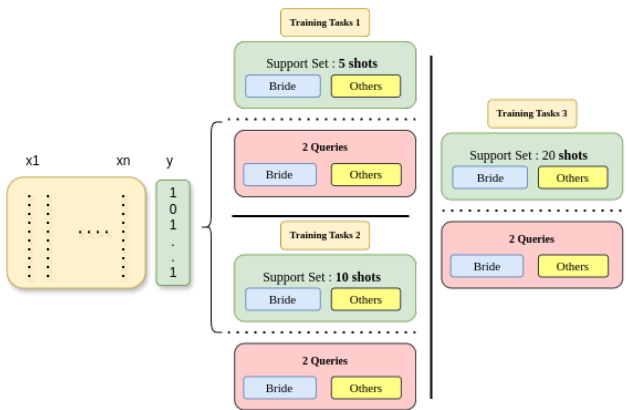 x1 xn y
1
0
1
.
.
1
Training Tasks 1
Support Set : 5 shots
Bride Others
2 Queries
Bride Others
Training Tasks 2
Support Set : 10 shots
Bride Others
2 Queries
Bride Others
Training Tasks 3
Support Set : 20 shots
Bride Others
2 Queries
Bride Others